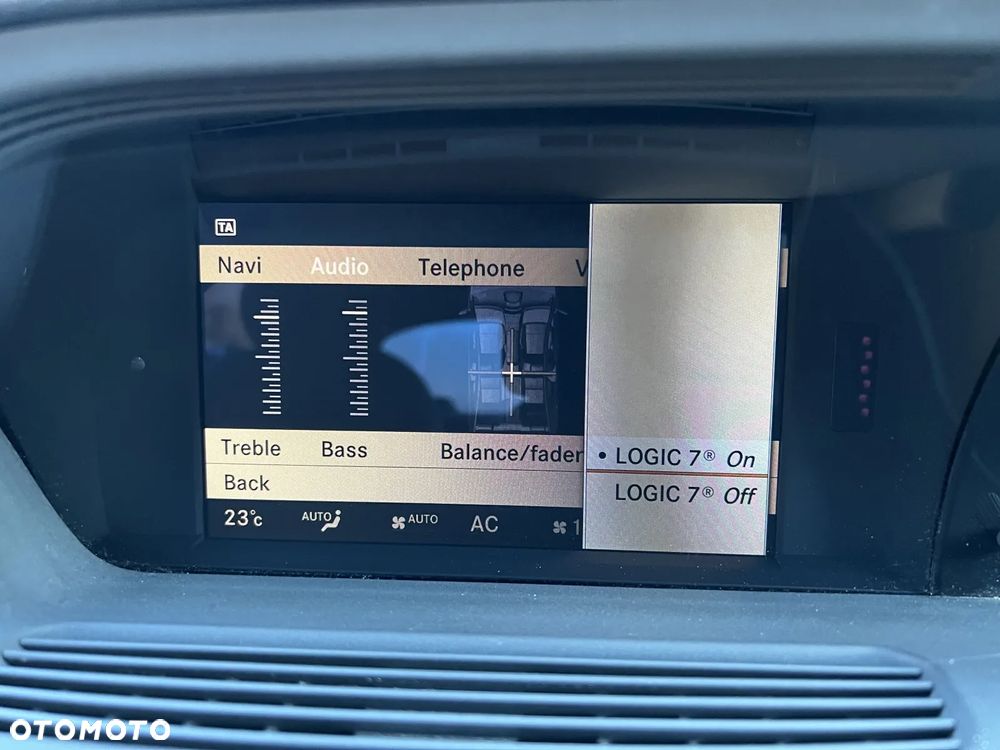 TA
Navi Audio Telephone V
Treble Bass Balance/fader
• LOGIC 7® On
Back
LOGIC 7® Off
23°C AUTO AUTO AC 1
OTOMOTO